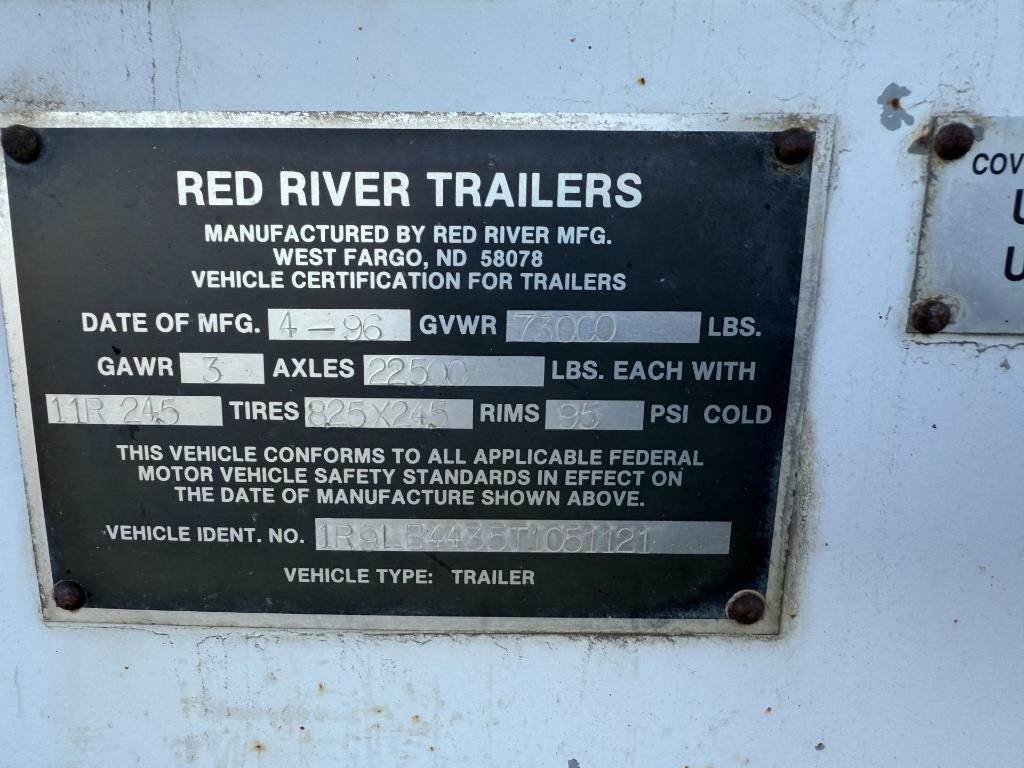 RED RIVER TRAILERS
MANUFACTURED BY RED RIVER MFG.
WEST FARGO, ND 58078
VEHICLE CERTIFICATION FOR TRAILERS
DATE OF MFG. 4-96 GVWR 73000 LBS.
GAWR 3 AXLES 22500 LBS. EACH WITH
11R 245 TIRES 825X245 RIMS 95 PSI COLD
THIS VEHICLE CONFORMS TO ALL APPLICABLE FEDERAL
MOTOR VEHICLE SAFETY STANDARDS IN EFFECT ON
THE DATE OF MANUFACTURE SHOWN ABOVE.
VEHICLE IDENT. NO. 1R9LB4435T1051121
VEHICLE TYPE: TRAILER
COV
U
U